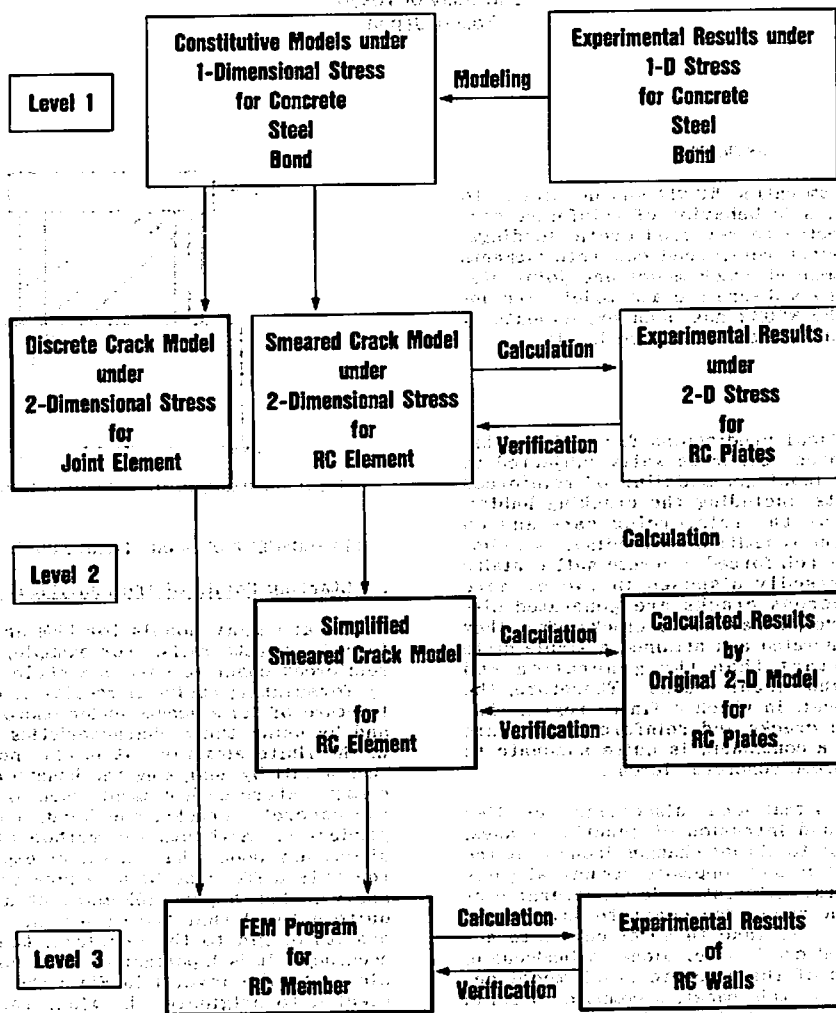 Level 1
Constitutive Models under
1-Dimensional Stress
for Concrete
Steel
Bond
Modeling
Experimental Results under
1-D Stress
for Concrete
Steel
Bond
Discrete Crack Model
under
2-Dimensional Stress
for
Joint Element
Smeared Crack Model
under
2-Dimensional Stress
for
RC Element
Calculation
Verification
Experimental Results
under
2-D Stress
for
RC Plates
Calculation
Level 2
Simplified
Smeared Crack Model
for
RC Element
Calculation
Verification
Calculated Results
by
Original 2-D Model
for
RC Plates
Level 3
FEM Program
for
RC Member
Calculation
Verification
Experimental Results
of
RC Walls